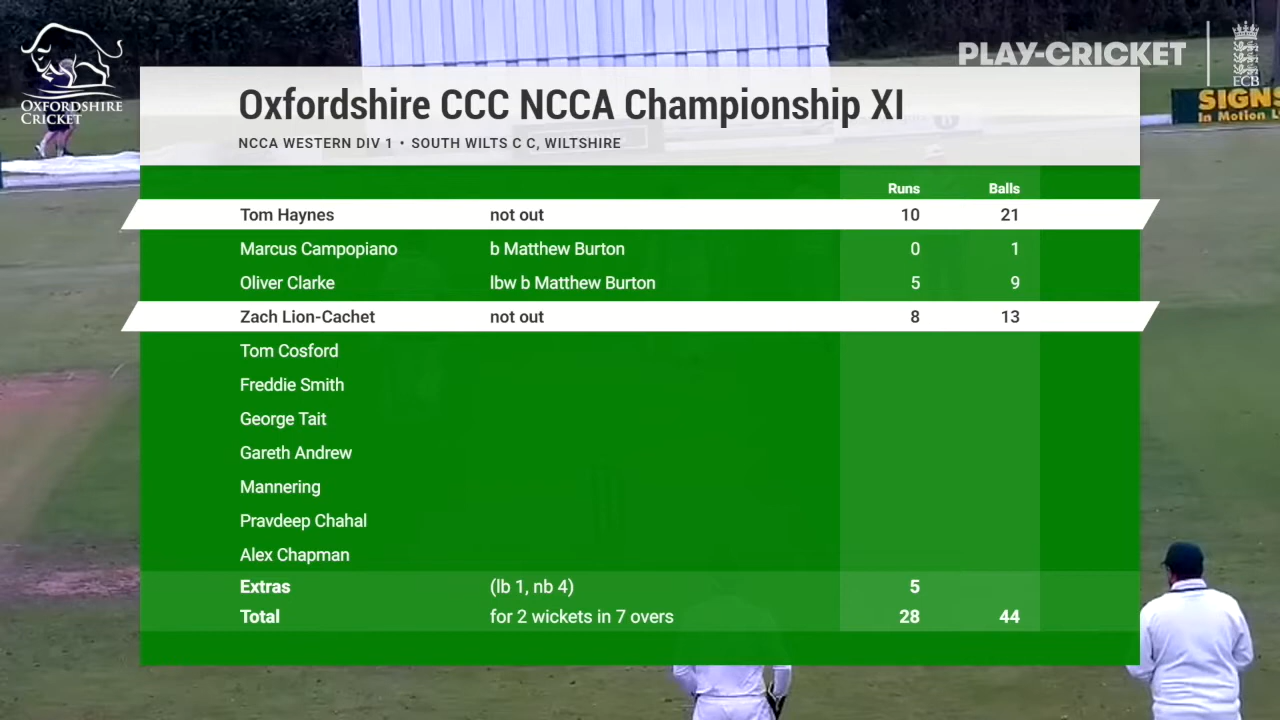 OXFORDSHIRE
CRICKET
PLAY-CRICKET
ECB
SIGNS
In Motion L
Oxfordshire CCC NCCA Championship XI
NCCA WESTERN DIV 1 • SOUTH WILTS C C, WILTSHIRE
Runs Balls
Tom Haynes not out 10 21
Marcus Campopiano b Matthew Burton 0 1
Oliver Clarke lbw b Matthew Burton 5 9
Zach Lion-Cachet not out 8 13
Tom Cosford
Freddie Smith
George Tait
Gareth Andrew
Mannering
Pravdeep Chahal
Alex Chapman
Extras (lb 1, nb 4) 5
Total for 2 wickets in 7 overs 28 44